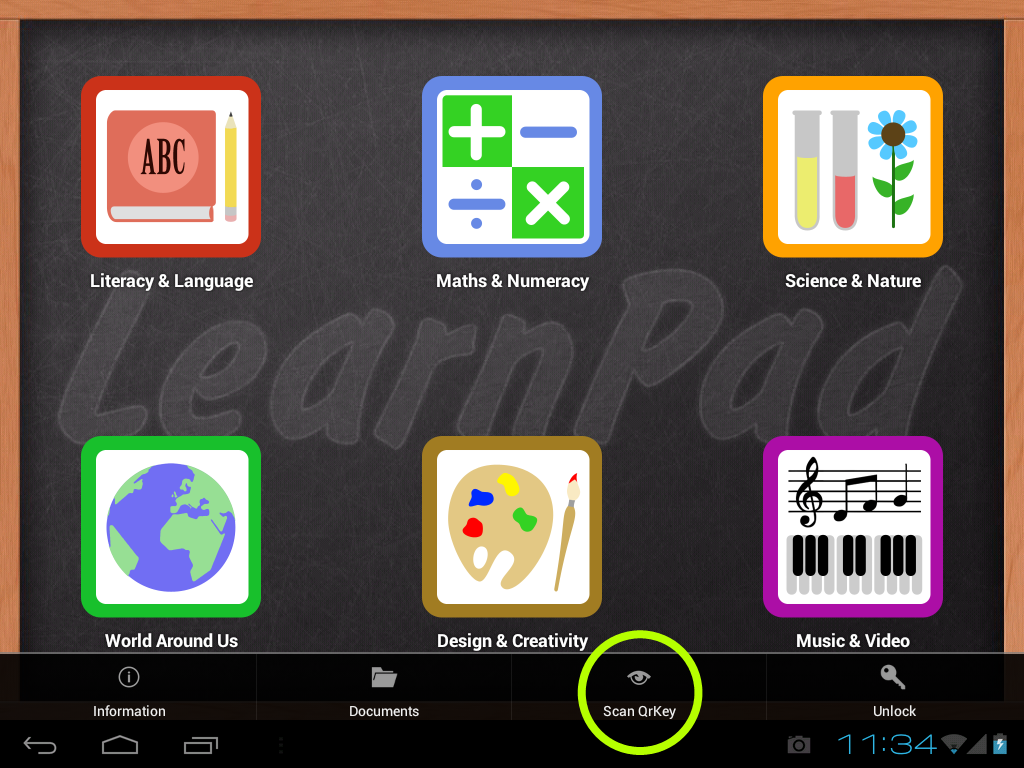 ABC
Literacy & Language
Maths & Numeracy
Science & Nature
LearnPad
World Around Us
Design & Creativity
Music & Video
Information
Documents
Scan QrKey
Unlock
11:34